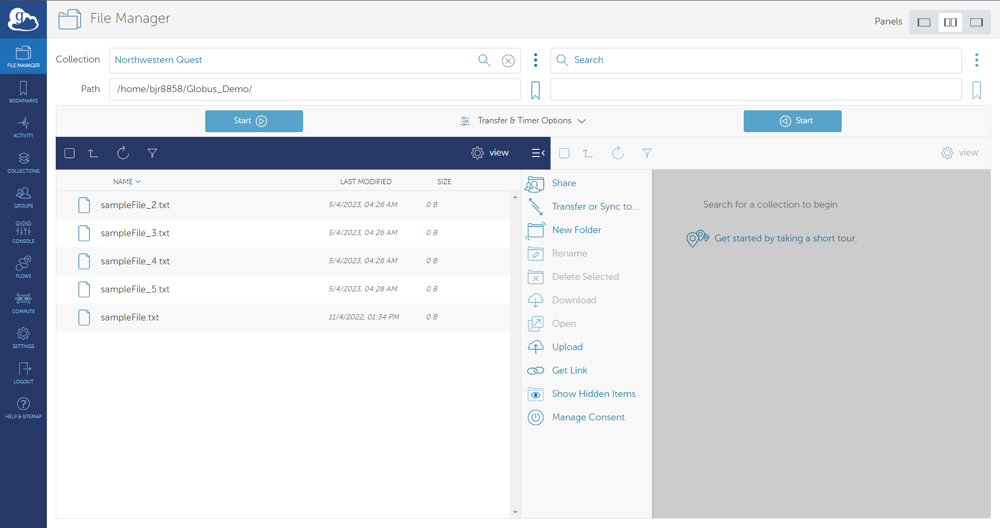 g
File Manager
Panels
FILE MANAGER
BOOKMARKS
ACTIVITY
COLLECTIONS
GROUPS
CONSOLE
FLOWS
COMPUTE
SETTINGS
LOGOUT
HELP & SITEMAP
Collection
Northwestern Quest
Search
Path
/home/bjr8858/Globus_Demo/
Start
Transfer & Timer Options
Start
view
view
NAME LAST MODIFIED SIZE
sampleFile_2.txt 5/4/2023, 04:26 AM 0 B
sampleFile_3.txt 5/4/2023, 04:26 AM 0 B
sampleFile_4.txt 5/4/2023, 04:26 AM 0 B
sampleFile_5.txt 5/4/2023, 04:26 AM 0 B
sampleFile.txt 11/4/2022, 01:34 PM 0 B
Share
Transfer or Sync to...
New Folder
Rename
Delete Selected
Download
Open
Upload
Get Link
Show Hidden Items
Manage Consent
Search for a collection to begin
Get started by taking a short tour.